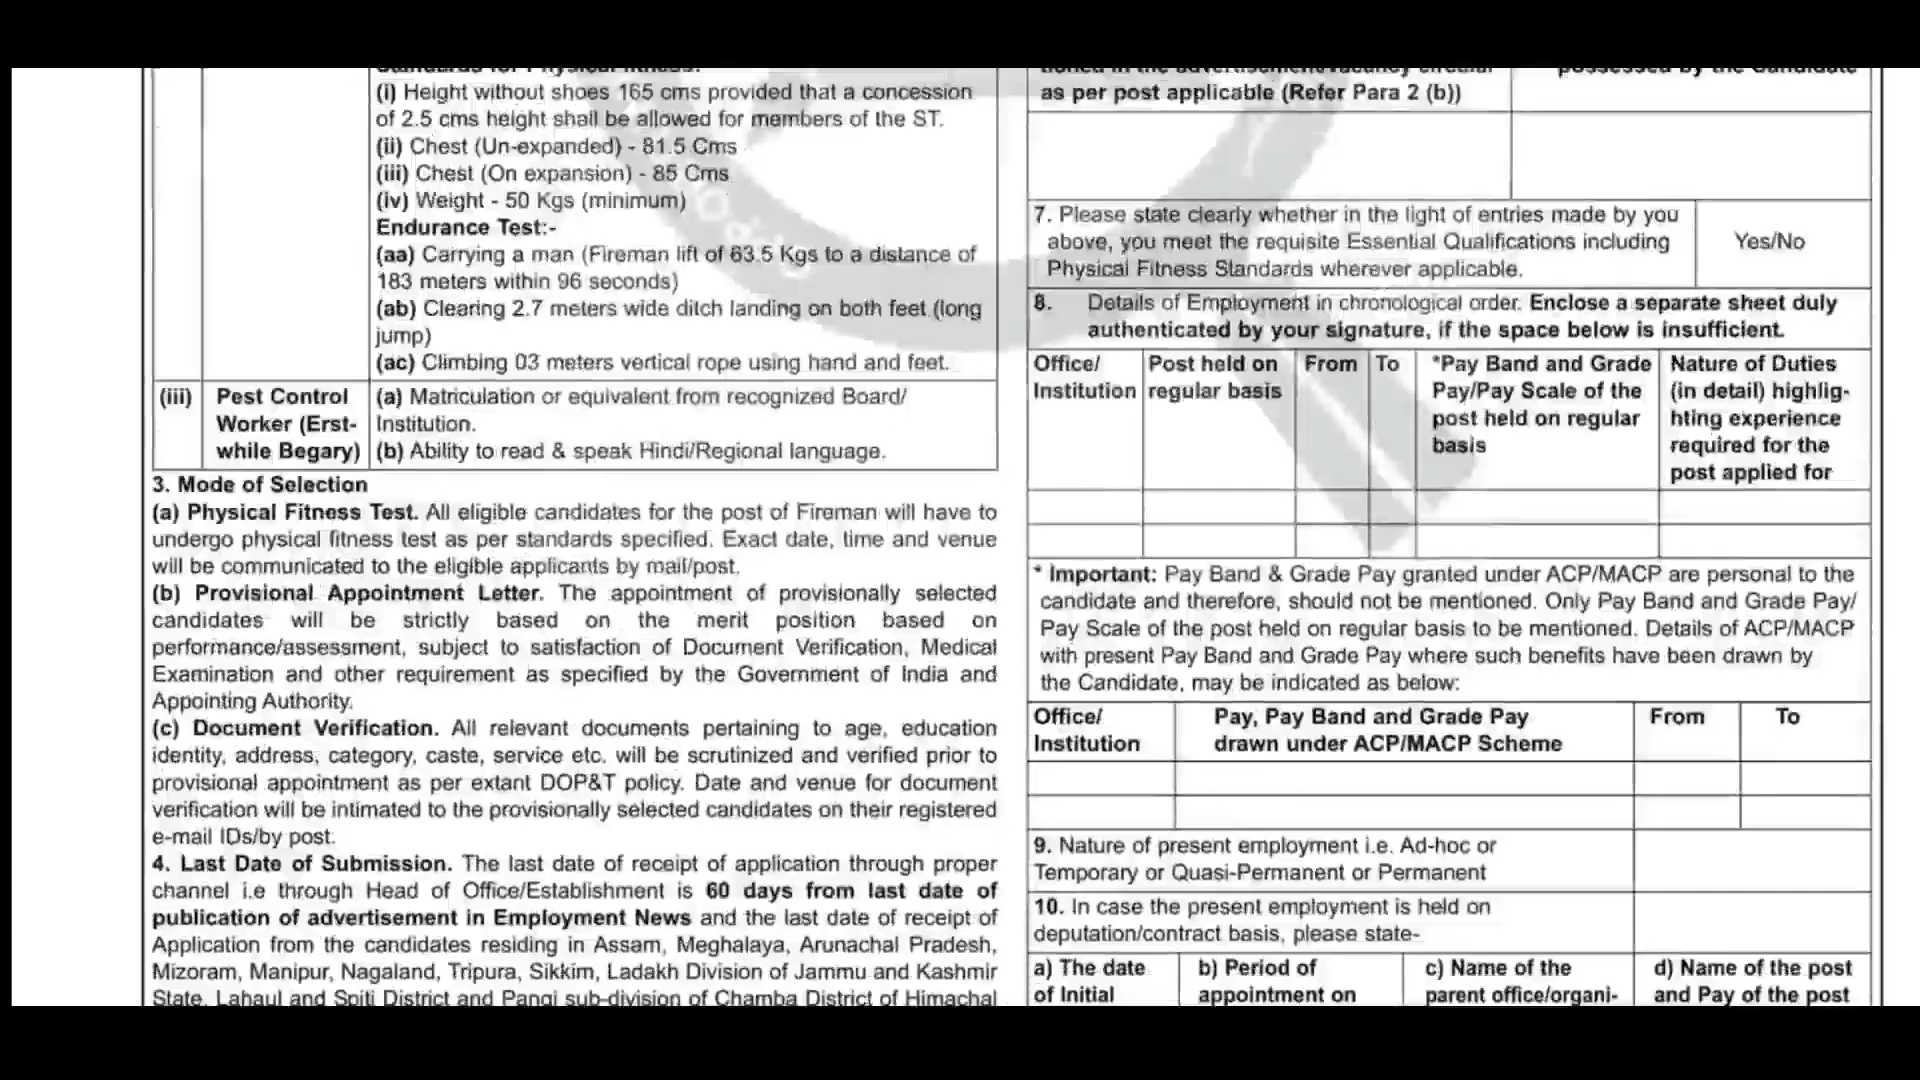 Standards for Physical fitness:
(i) Height without shoes 165 cms provided that a concession
of 2.5 cms height shall be allowed for members of the ST.
(ii) Chest (Un-expanded) - 81.5 Cms
(iii) Chest (On expansion) - 85 Cms
(iv) Weight - 50 Kgs (minimum)
Endurance Test:-
(aa) Carrying a man (Fireman lift of 63.5 Kgs to a distance of
183 meters within 96 seconds)
(ab) Clearing 2.7 meters wide ditch landing on both feet (long
jump)
(ac) Climbing 03 meters vertical rope using hand and feet.
(iii) Pest Control Worker (Erst-while Begary)
(a) Matriculation or equivalent from recognized Board/
Institution.
(b) Ability to read & speak Hindi/Regional language.
3. Mode of Selection
(a) Physical Fitness Test. All eligible candidates for the post of Fireman will have to
undergo physical fitness test as per standards specified. Exact date, time and venue
will be communicated to the eligible applicants by mail/post.
(b) Provisional Appointment Letter. The appointment of provisionally selected
candidates will be strictly based on the merit position based on
performance/assessment, subject to satisfaction of Document Verification, Medical
Examination and other requirement as specified by the Government of India and
Appointing Authority.
(c) Document Verification. All relevant documents pertaining to age, education
identity, address, category, caste, service etc. will be scrutinized and verified prior to
provisional appointment as per extant DOP&T policy. Date and venue for document
verification will be intimated to the provisionally selected candidates on their registered
e-mail IDs/by post.
4. Last Date of Submission. The last date of receipt of application through proper
channel i.e through Head of Office/Establishment is 60 days from last date of
publication of advertisement in Employment News and the last date of receipt of
Application from the candidates residing in Assam, Meghalaya, Arunachal Pradesh,
Mizoram, Manipur, Nagaland, Tripura, Sikkim, Ladakh Division of Jammu and Kashmir
State, Lahaul and Spiti District and Pangi sub-division of Chamba District of Himachal
tioned in the advertisement/vacancy circular
as per post applicable (Refer Para 2 (b))
possessed by the Candidate
7. Please state clearly whether in the light of entries made by you
above, you meet the requisite Essential Qualifications including
Physical Fitness Standards wherever applicable.
Yes/No
8. Details of Employment in chronological order. Enclose a separate sheet duly
authenticated by your signature, if the space below is insufficient.
Office/
Institution
Post held on
regular basis
From
To
*Pay Band and Grade
Pay/Pay Scale of the
post held on regular
basis
Nature of Duties
(in detail) highlig-
hting experience
required for the
post applied for
* Important: Pay Band & Grade Pay granted under ACP/MACP are personal to the
candidate and therefore, should not be mentioned. Only Pay Band and Grade Pay/
Pay Scale of the post held on regular basis to be mentioned. Details of ACP/MACP
with present Pay Band and Grade Pay where such benefits have been drawn by
the Candidate, may be indicated as below:
Office/
Institution
Pay, Pay Band and Grade Pay
drawn under ACP/MACP Scheme
From
To
9. Nature of present employment i.e. Ad-hoc or
Temporary or Quasi-Permanent or Permanent
10. In case the present employment is held on
deputation/contract basis, please state-
a) The date
of Initial
b) Period of
appointment on
c) Name of the
parent office/organi-
d) Name of the post
and Pay of the post